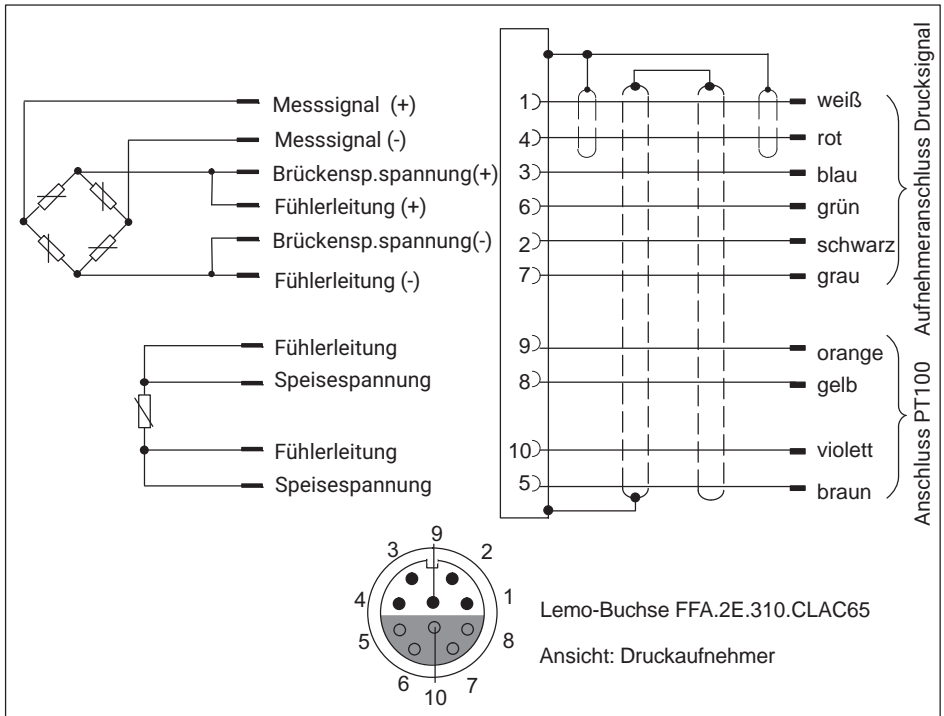 Messsignal (+)
Messsignal (-)
Brückensp.spannung(+)
Fühlerleitung (+)
Brückensp.spannung(-)
Fühlerleitung (-)
Fühlerleitung
Speisespannung
Fühlerleitung
Speisespannung
1
4
3
6
2
7
9
8
10
5
weiß
rot
blau
grün
schwarz
grau
orange
gelb
violett
braun
Aufnehmeranschluss Drucksignal
Anschluss PT100
9
3
2
4
1
5
8
6
7
10
Lemo-Buchse FFA.2E.310.CLAC65
Ansicht: Druckaufnehmer